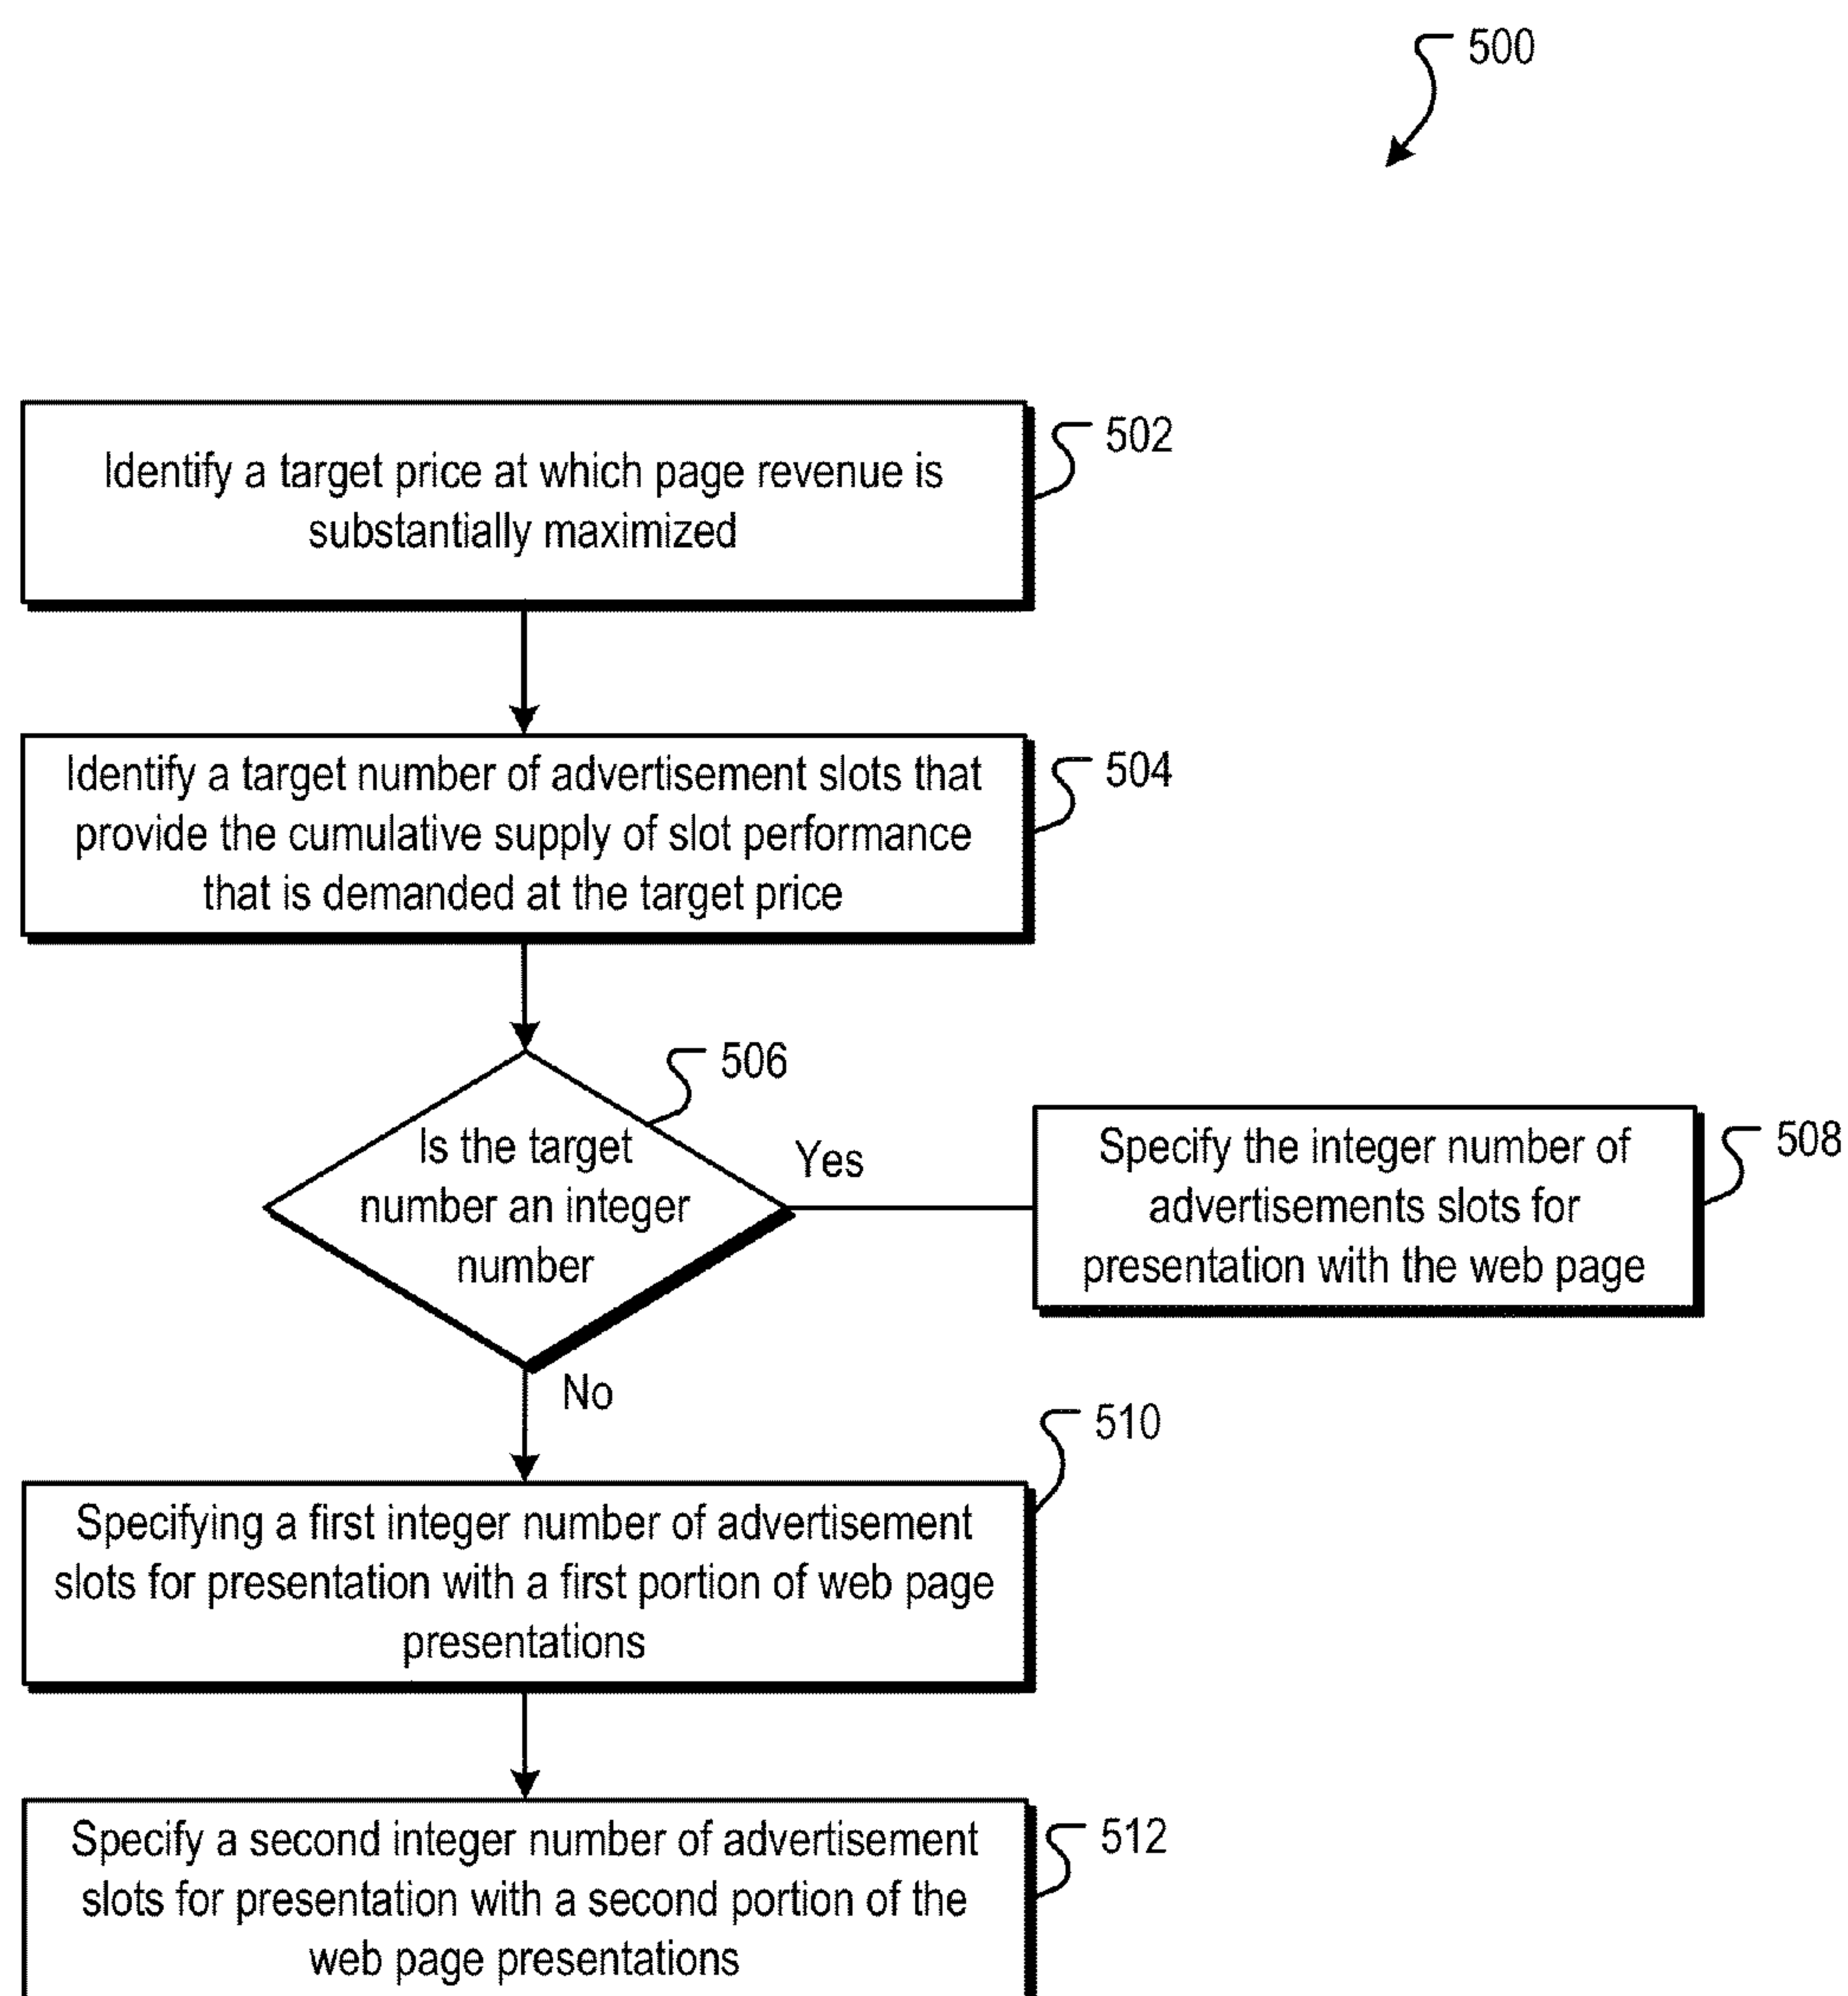 500
Identify a target price at which page revenue is
substantially maximized
502
Identify a target number of advertisement slots that
provide the cumulative supply of slot performance
that is demanded at the target price
504
506
Is the target
number an integer
number
Yes
Specify the integer number of
advertisements slots for
presentation with the web page
508
No
510
Specifying a first integer number of advertisement
slots for presentation with a first portion of web page
presentations
Specify a second integer number of advertisement
slots for presentation with a second portion of the
web page presentations
512